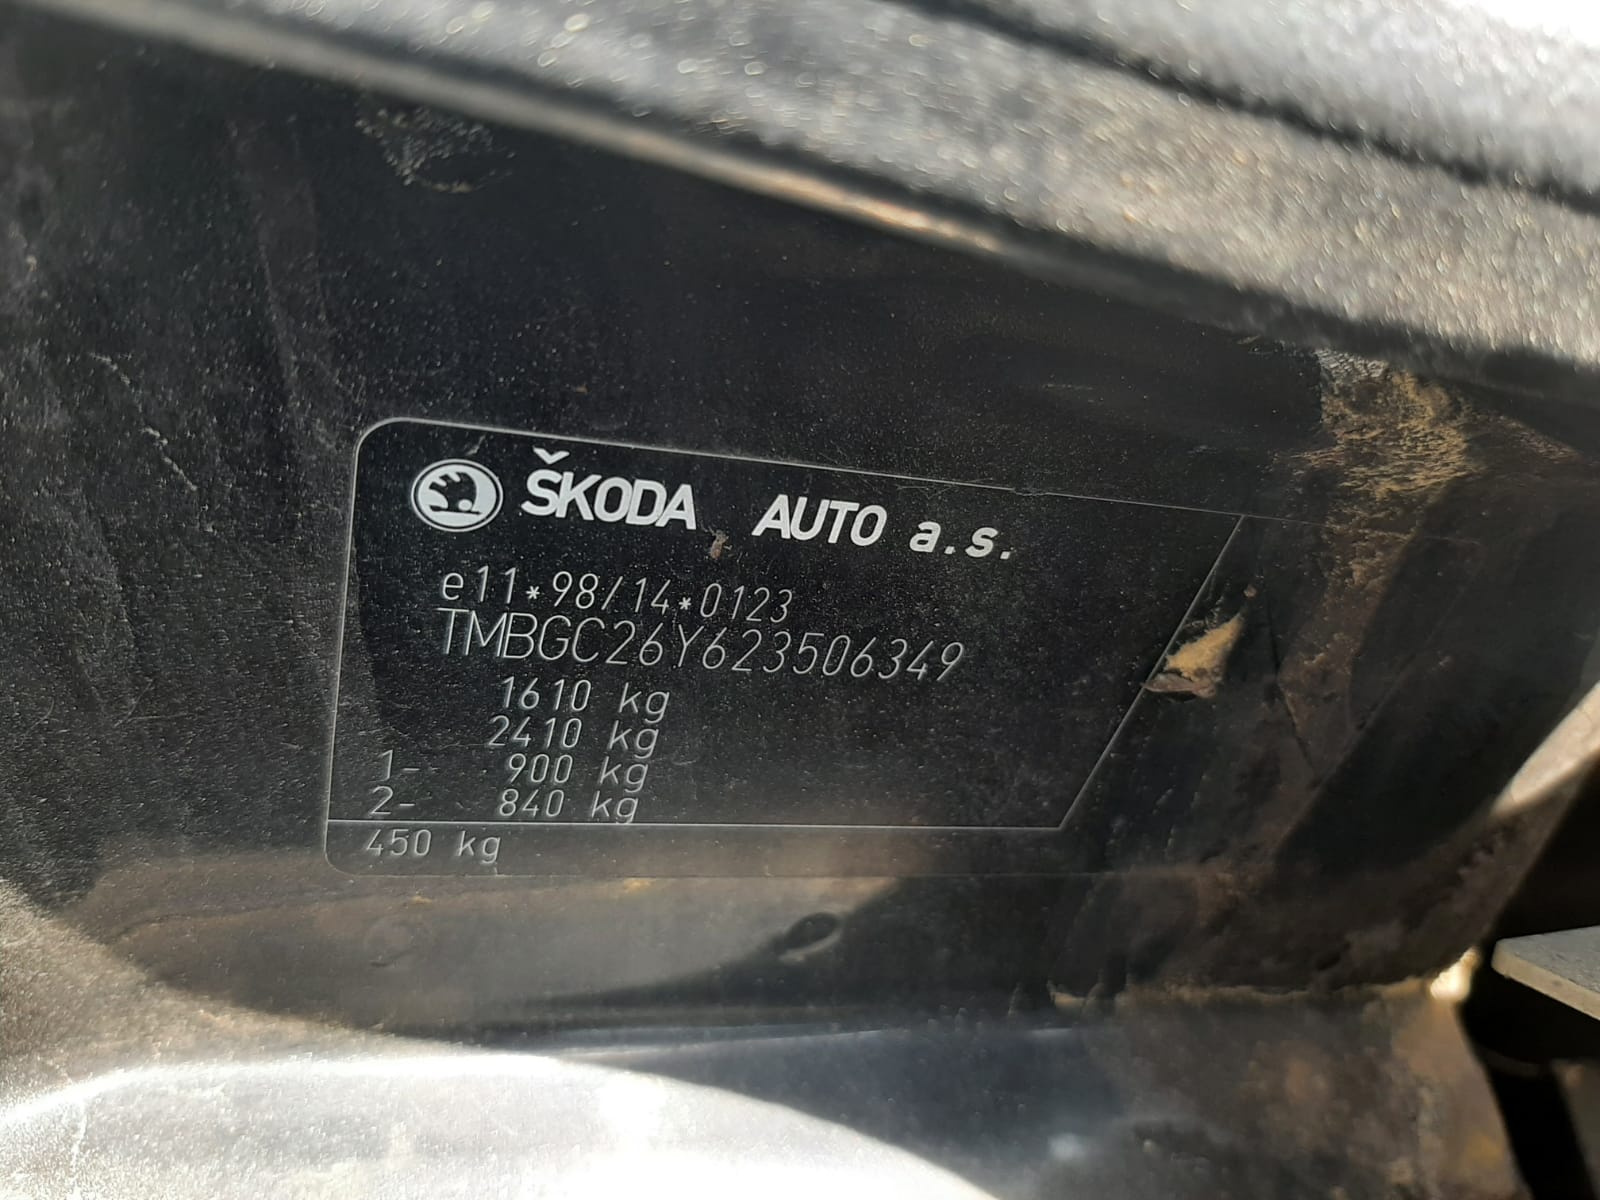 ŠKODA AUTO a.s.
e11*98/14*0123
TMBGC26Y623506349
1610 kg
2410 kg
1- 900 kg
2- 840 kg
450 kg